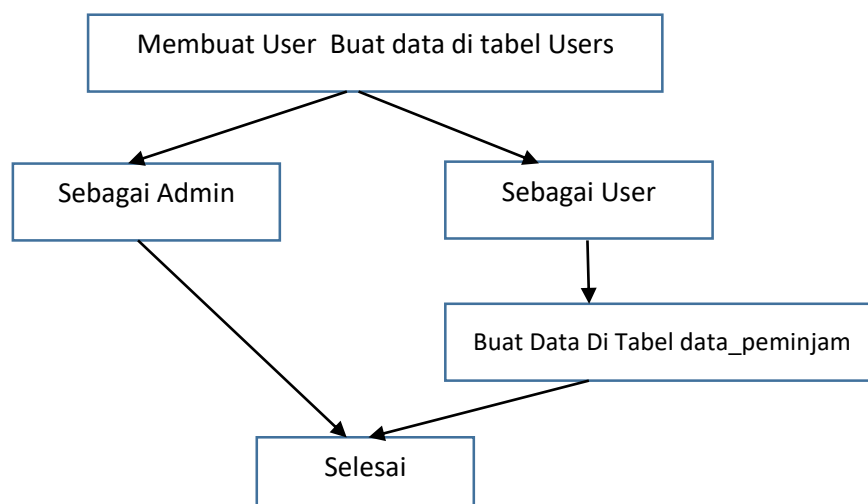 Membuat User  Buat data di tabel Users
Sebagai Admin
Sebagai User
Buat Data Di Tabel data_peminjam
Selesai